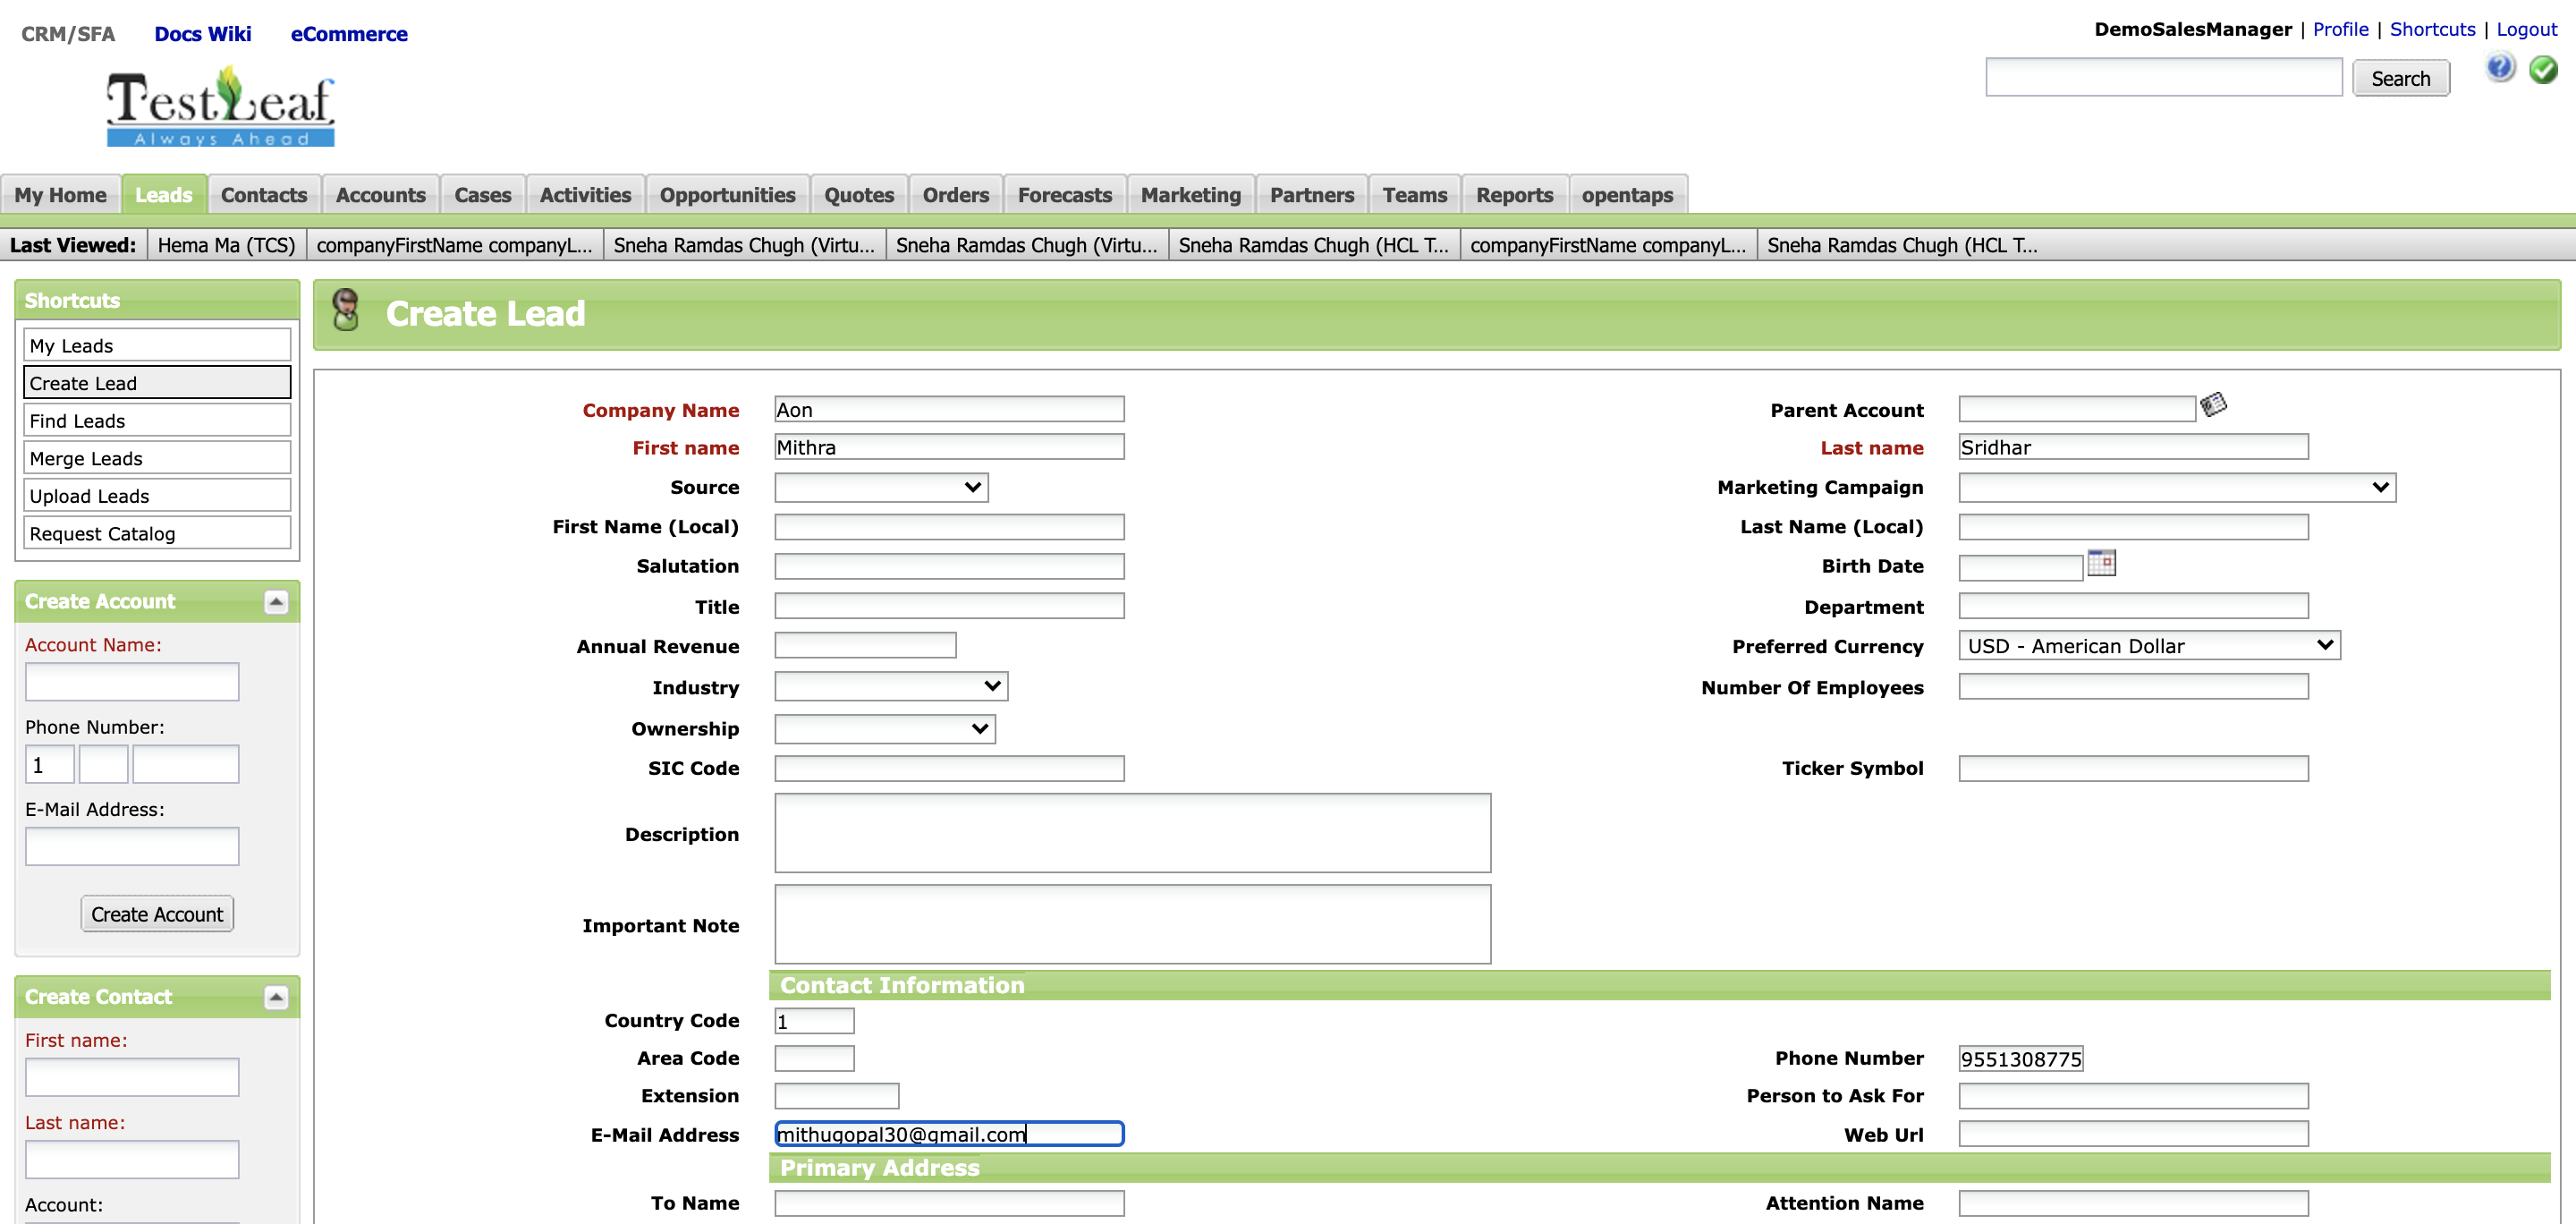 CRM/SFA Docs Wiki eCommerce
DemoSalesManager | Profile | Shortcuts | Logout
Search
TestLeaf
Always Ahead
My Home Leads Contacts Accounts Cases Activities Opportunities Quotes Orders Forecasts Marketing Partners Teams Reports opentaps
Last Viewed: Hema Ma (TCS) companyFirstName companyL... Sneha Ramdas Chugh (Virtu... Sneha Ramdas Chugh (Virtu... Sneha Ramdas Chugh (HCL T... companyFirstName companyL... Sneha Ramdas Chugh (HCL T...
Shortcuts
My Leads
Create Lead
Find Leads
Merge Leads
Upload Leads
Request Catalog
Create Account
Account Name:
Phone Number:
1
E-Mail Address:
Create Account
Create Contact
First name:
Last name:
Account:
Create Lead
Company Name Aon Parent Account
First name Mithra Last name Sridhar
Source Marketing Campaign
First Name (Local) Last Name (Local)
Salutation Birth Date
Title Department
Annual Revenue Preferred Currency USD - American Dollar
Industry Number Of Employees
Ownership
SIC Code Ticker Symbol
Description
Important Note
Contact Information
Country Code 1
Area Code Phone Number 9551308775
Extension Person to Ask For
E-Mail Address mithugopal30@gmail.com Web Url
Primary Address
To Name Attention Name